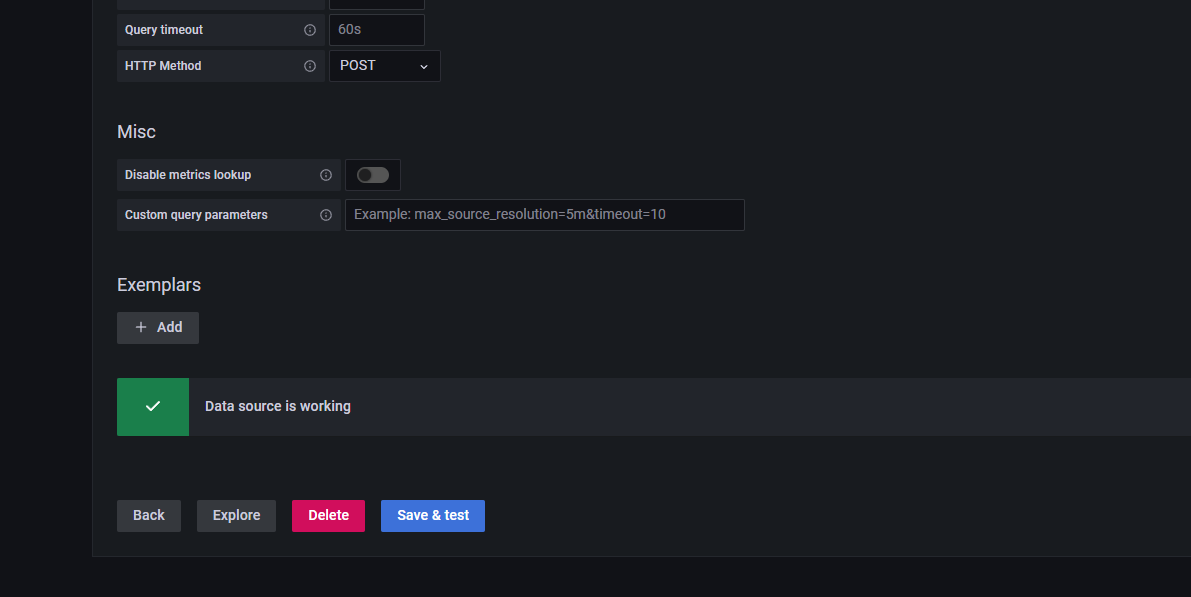 Query timeout
60s
HTTP Method
POST
Misc
Disable metrics lookup
Custom query parameters
Example: max_source_resolution=5m&timeout=10
Exemplars
+ Add
Data source is working
Back
Explore
Delete
Save & test